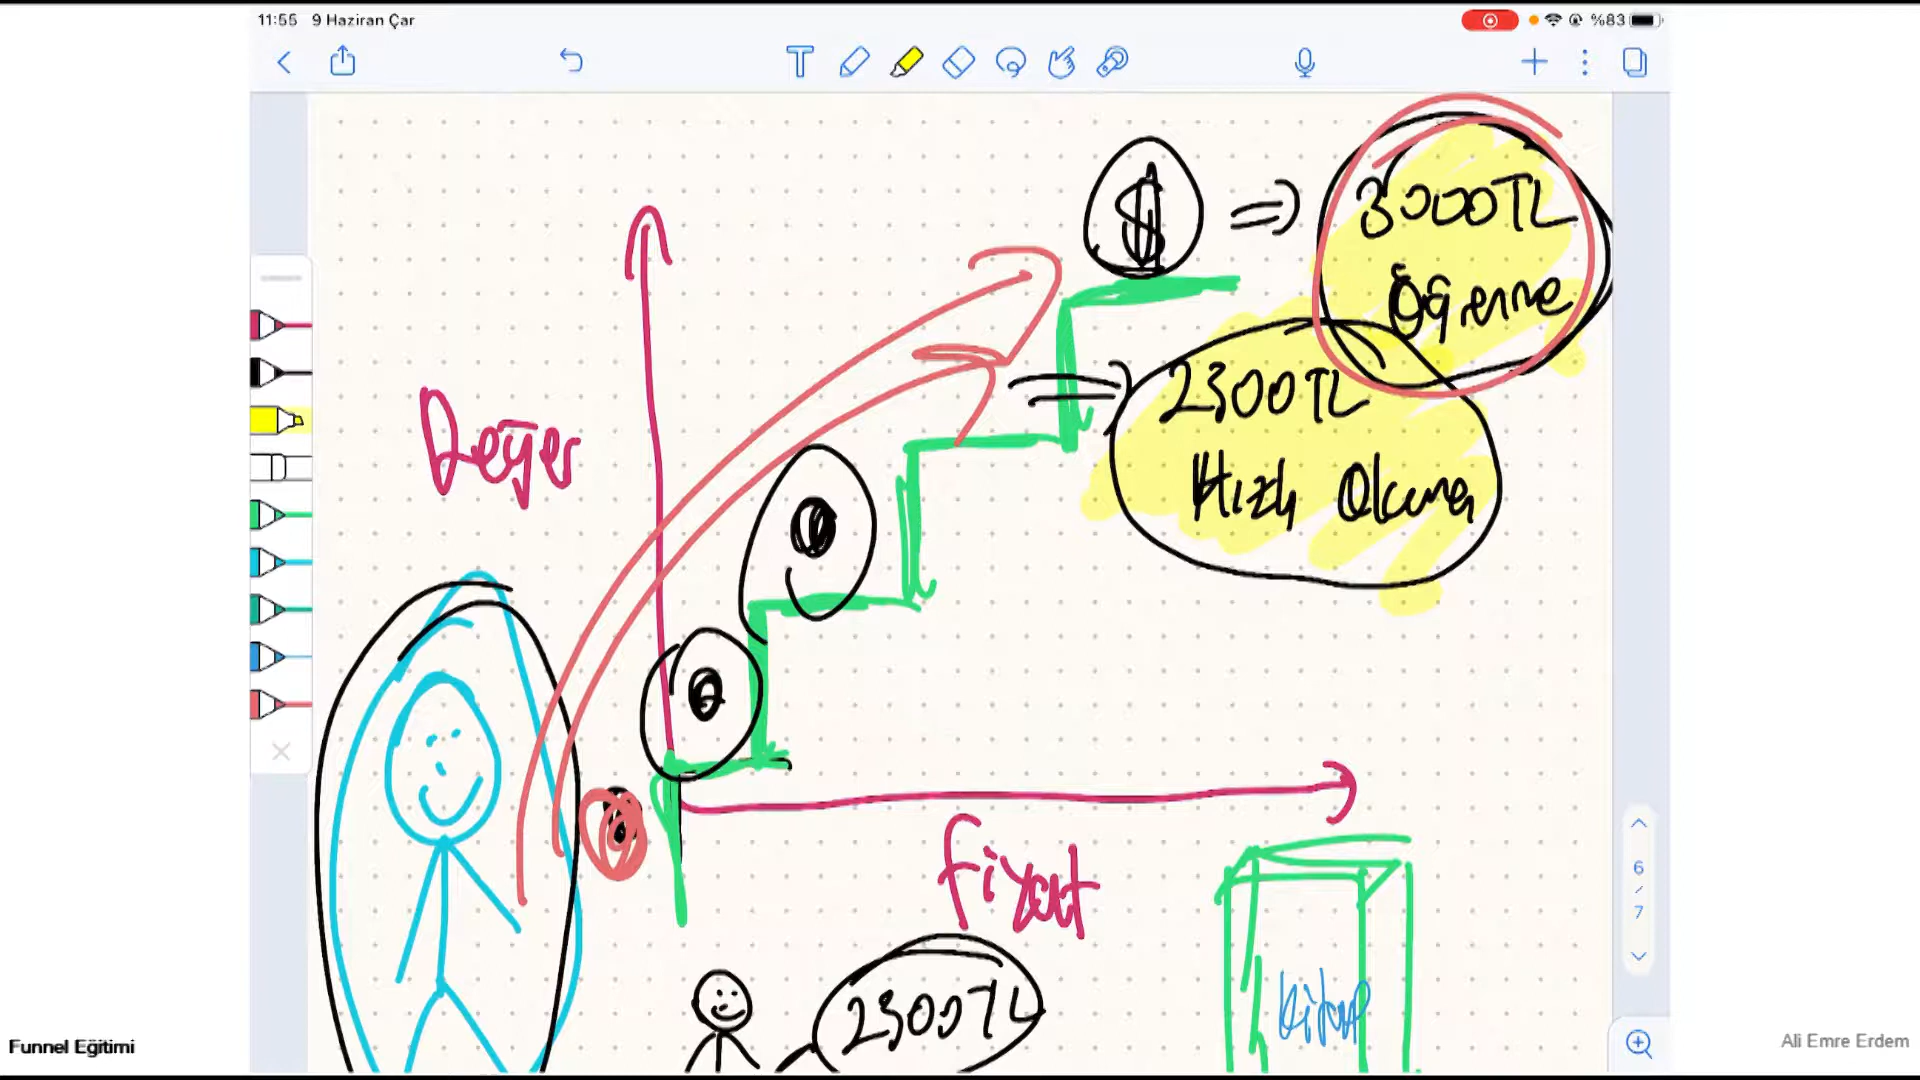 11:55 9 Haziran Çar
%83
$ ⇒ 3000TL
Öğrenme
⇒ 2300TL
Hızlı Okuma
Değer
fiyat
2300TL
kitap
6
/
7
Funnel Eğitimi
Ali Emre Erdem